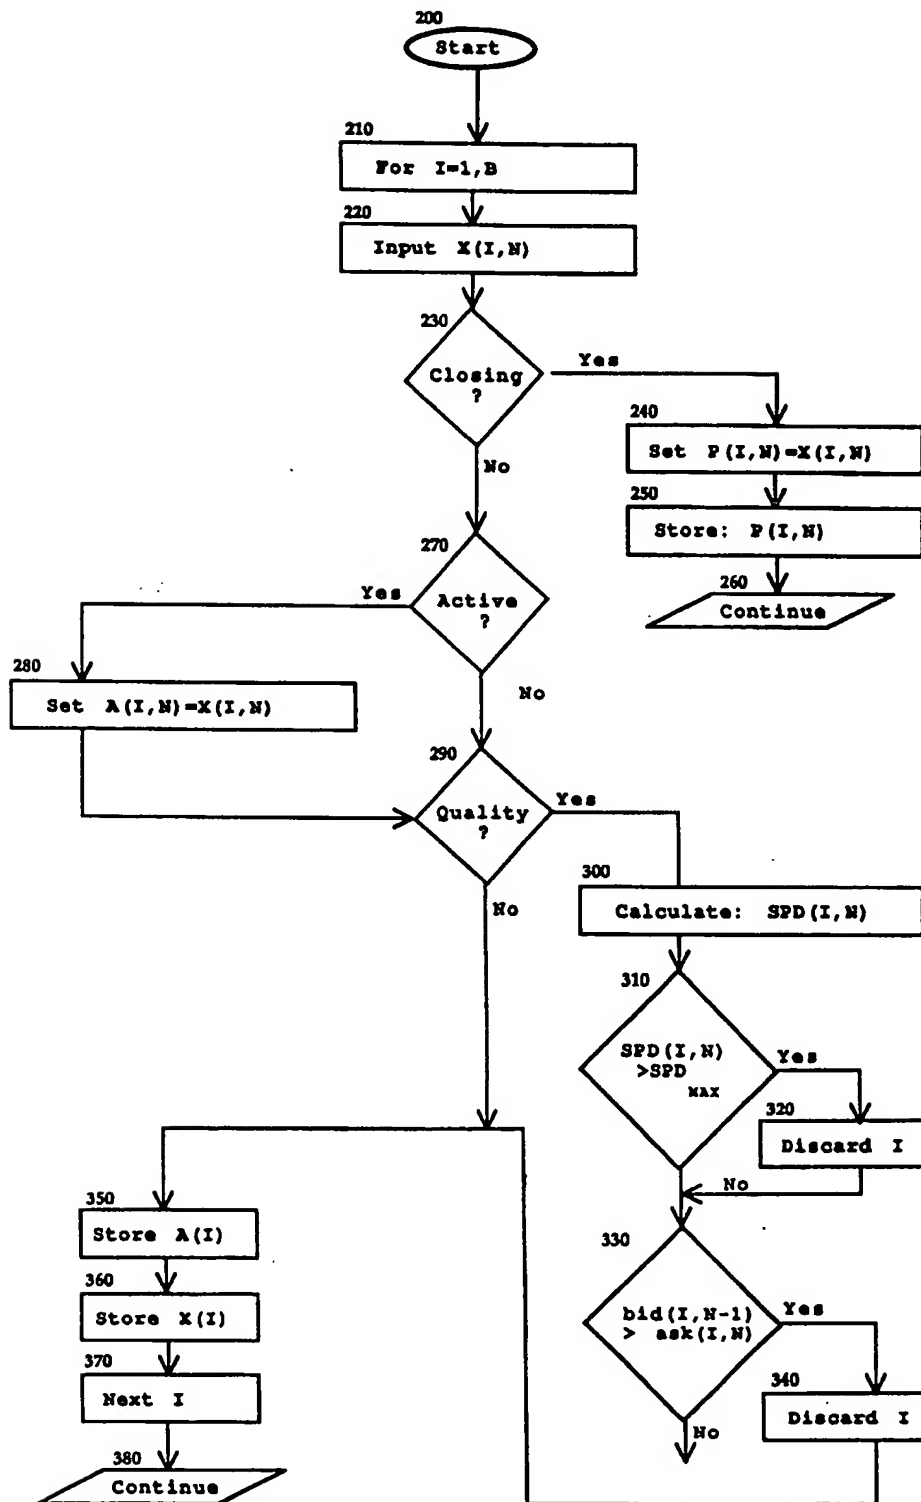 200
Start
210
For I=1,B
220
Input X(I,N)
230
Closing
?
Yes
No
240
Set P(I,N)=X(I,N)
250
Store: P(I,N)
260
Continue
270
Active
?
Yes
No
280
Set A(I,N)=X(I,N)
290
Quality
?
Yes
No
300
Calculate: SPD(I,N)
310
SPD(I,N)
>SPD
MAX
Yes
No
320
Discard I
330
bid(I,N-1)
> ask(I,N)
Yes
No
340
Discard I
350
Store A(I)
360
Store X(I)
370
Next I
380
Continue